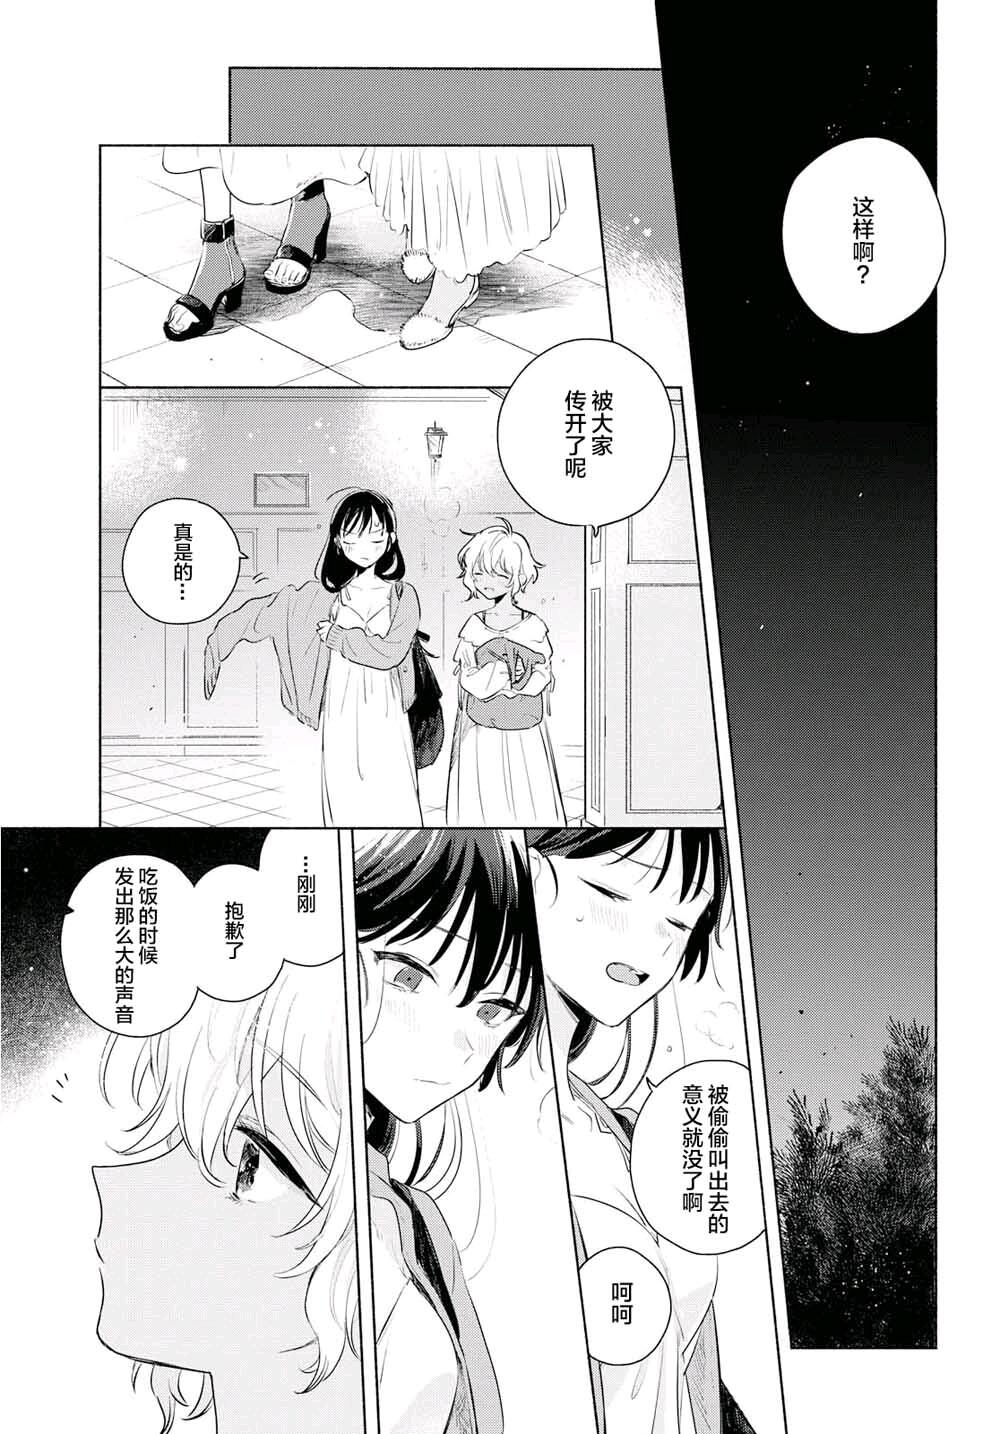 这样啊？
被大家
传开了呢
真是的…
被偷偷叫出去的
意义就没了啊
呵呵
…刚刚
抱歉了
吃饭的时候
发出那么大的声音